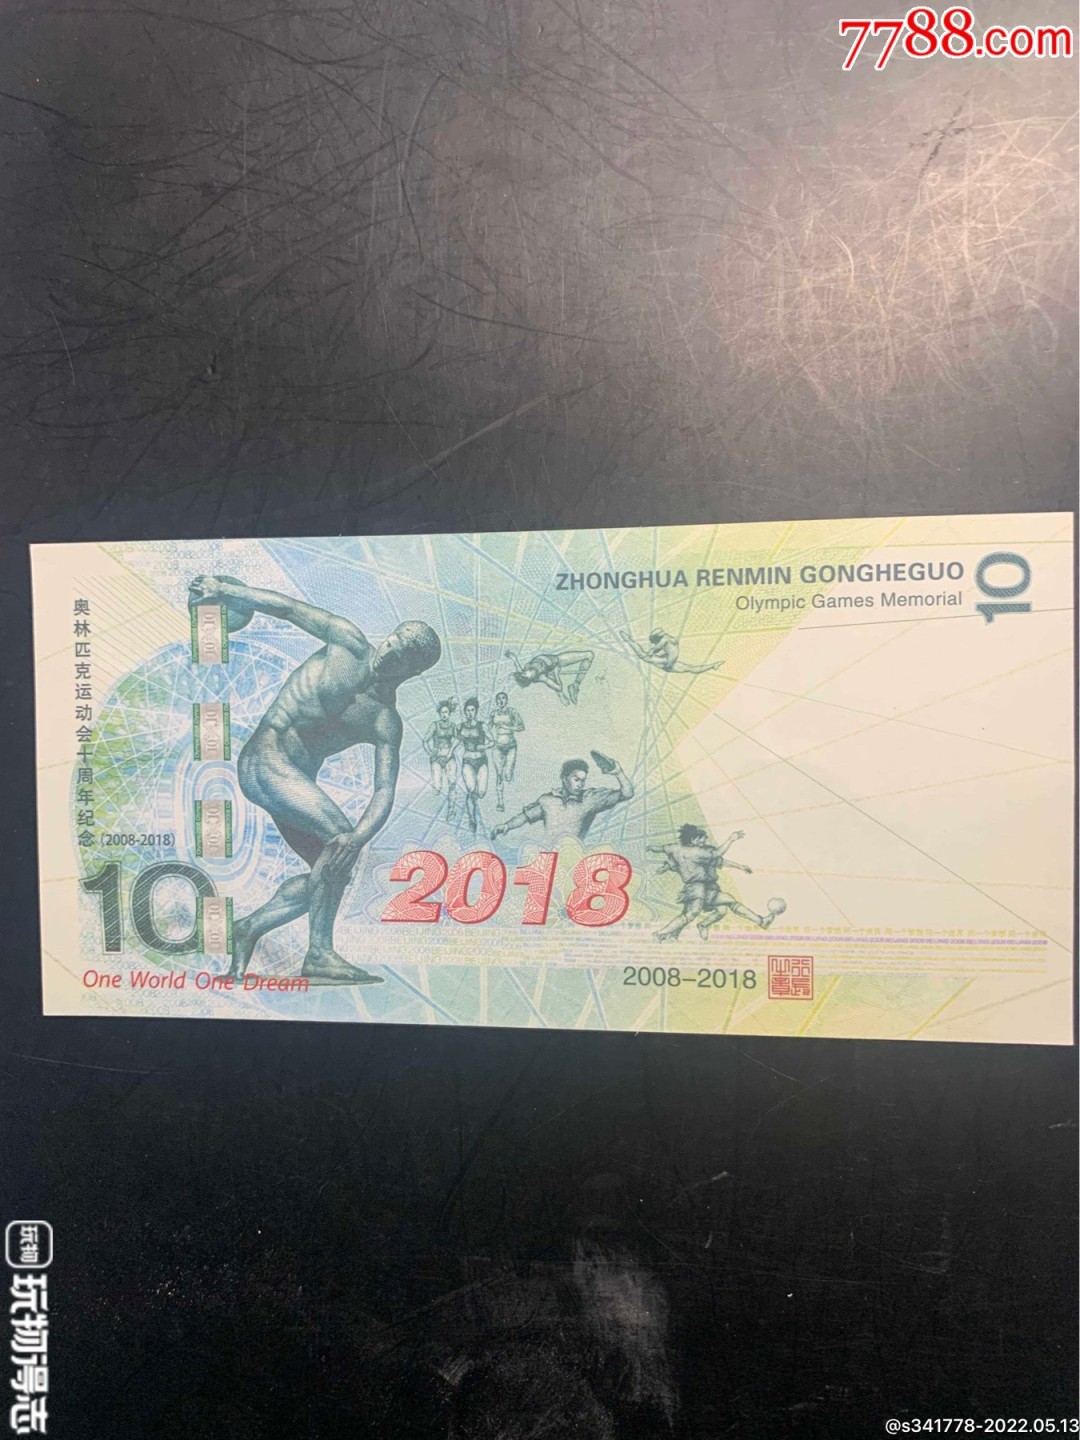 7788.com
ZHONGHUA RENMIN GONGHEGUO
Olympic Games Memorial
10
奥林匹克运动会十周年纪念
(2008-2018)
10
One World One Dream
2018
2008-2018
玩物
玩物得志
@s341778-2022.05.13